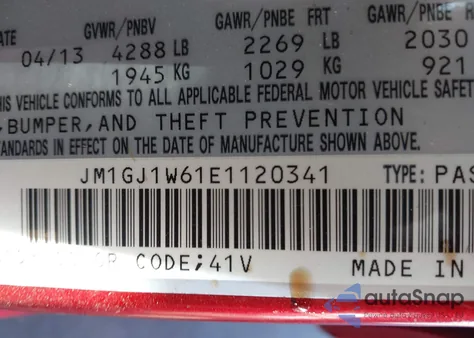 ATE GVWR/PNBV GAWR/PNBE FRT GAWR/PNBE R
04/13 4288 LB 2269 LB 2030
1945 KG 1029 KG 921
HIS VEHICLE CONFORMS TO ALL APPLICABLE FEDERAL MOTOR VEHICLE SAFET
,BUMPER,AND THEFT PREVENTION
TANDARDS IN EFFECT ON THE DATE OF MANUFACTURE SHOWN ABOVE.
JM1GJ1W61E1120341 TYPE:PAS
CODE;41V MADE IN
autoSnap